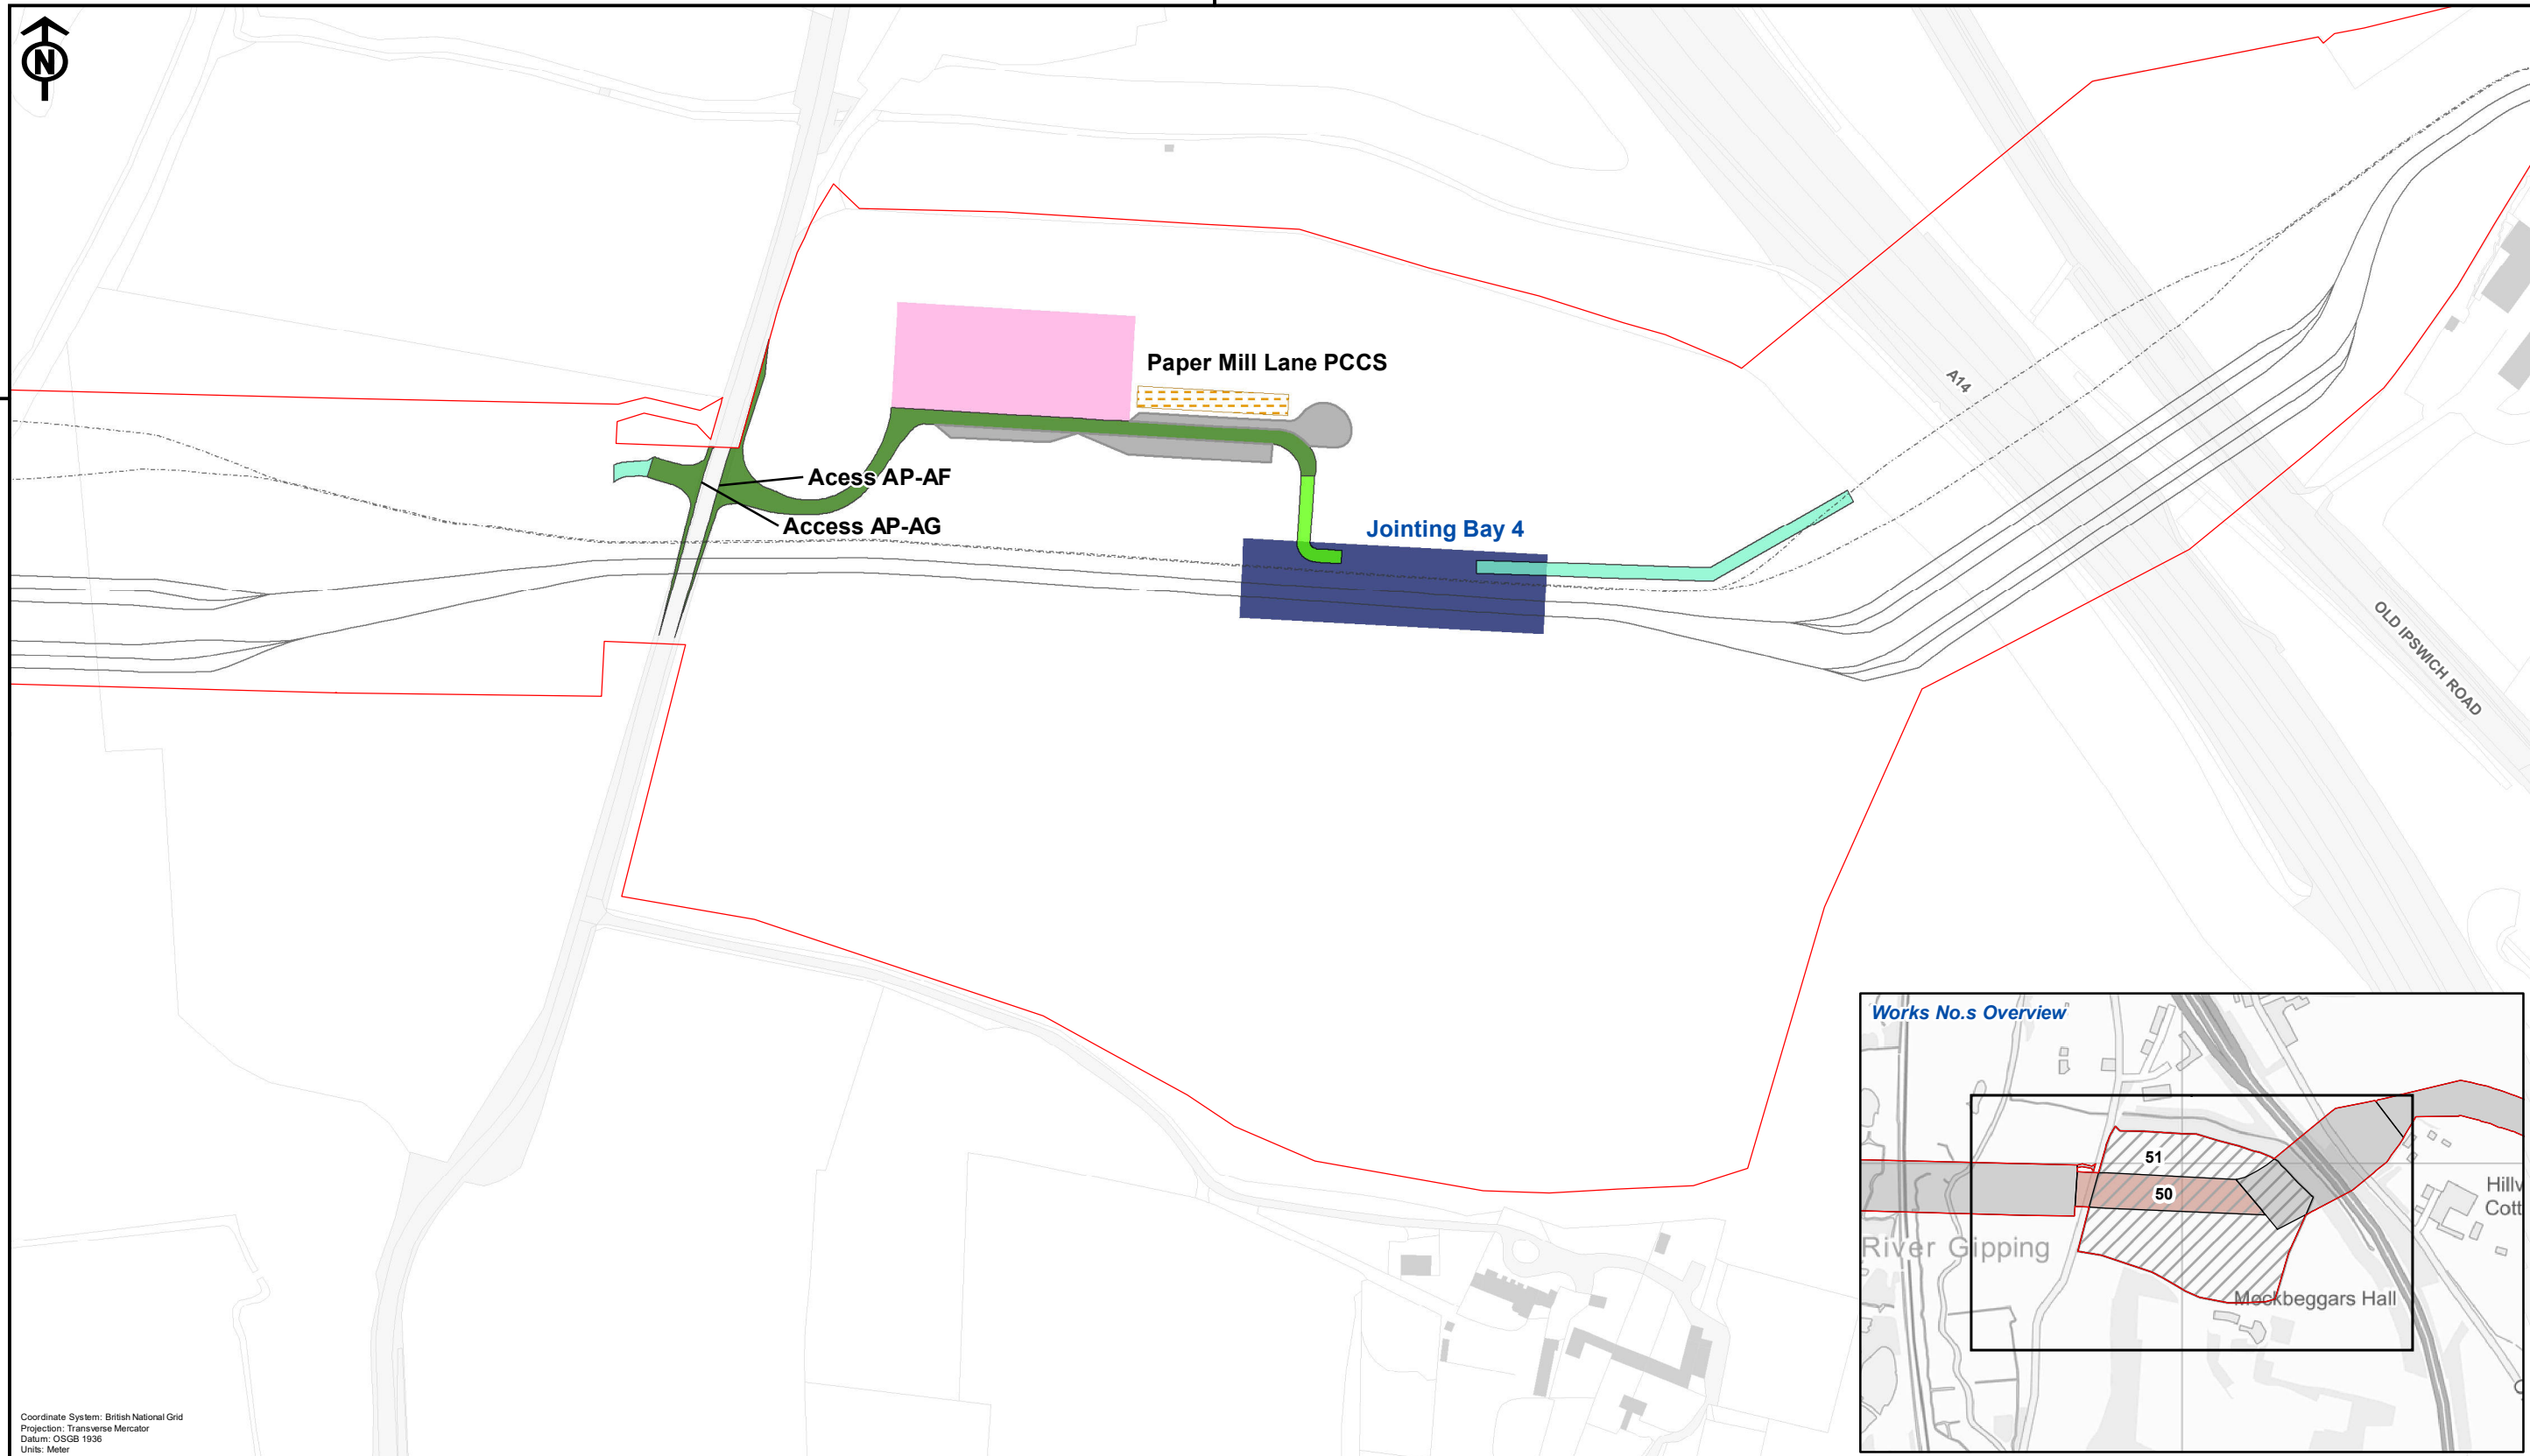 N
Paper Mill Lane PCCS
A14
Acess AP-AF
Access AP-AG
Jointing Bay 4
OLD IPSWICH ROAD
Works No.s Overview
51
50
Hillv
Cott
River Gipping
Mockbeggars Hall
Coordinate System: British National Grid
Projection: Transverse Mercator
Datum: OSGB 1936
Units: Meter